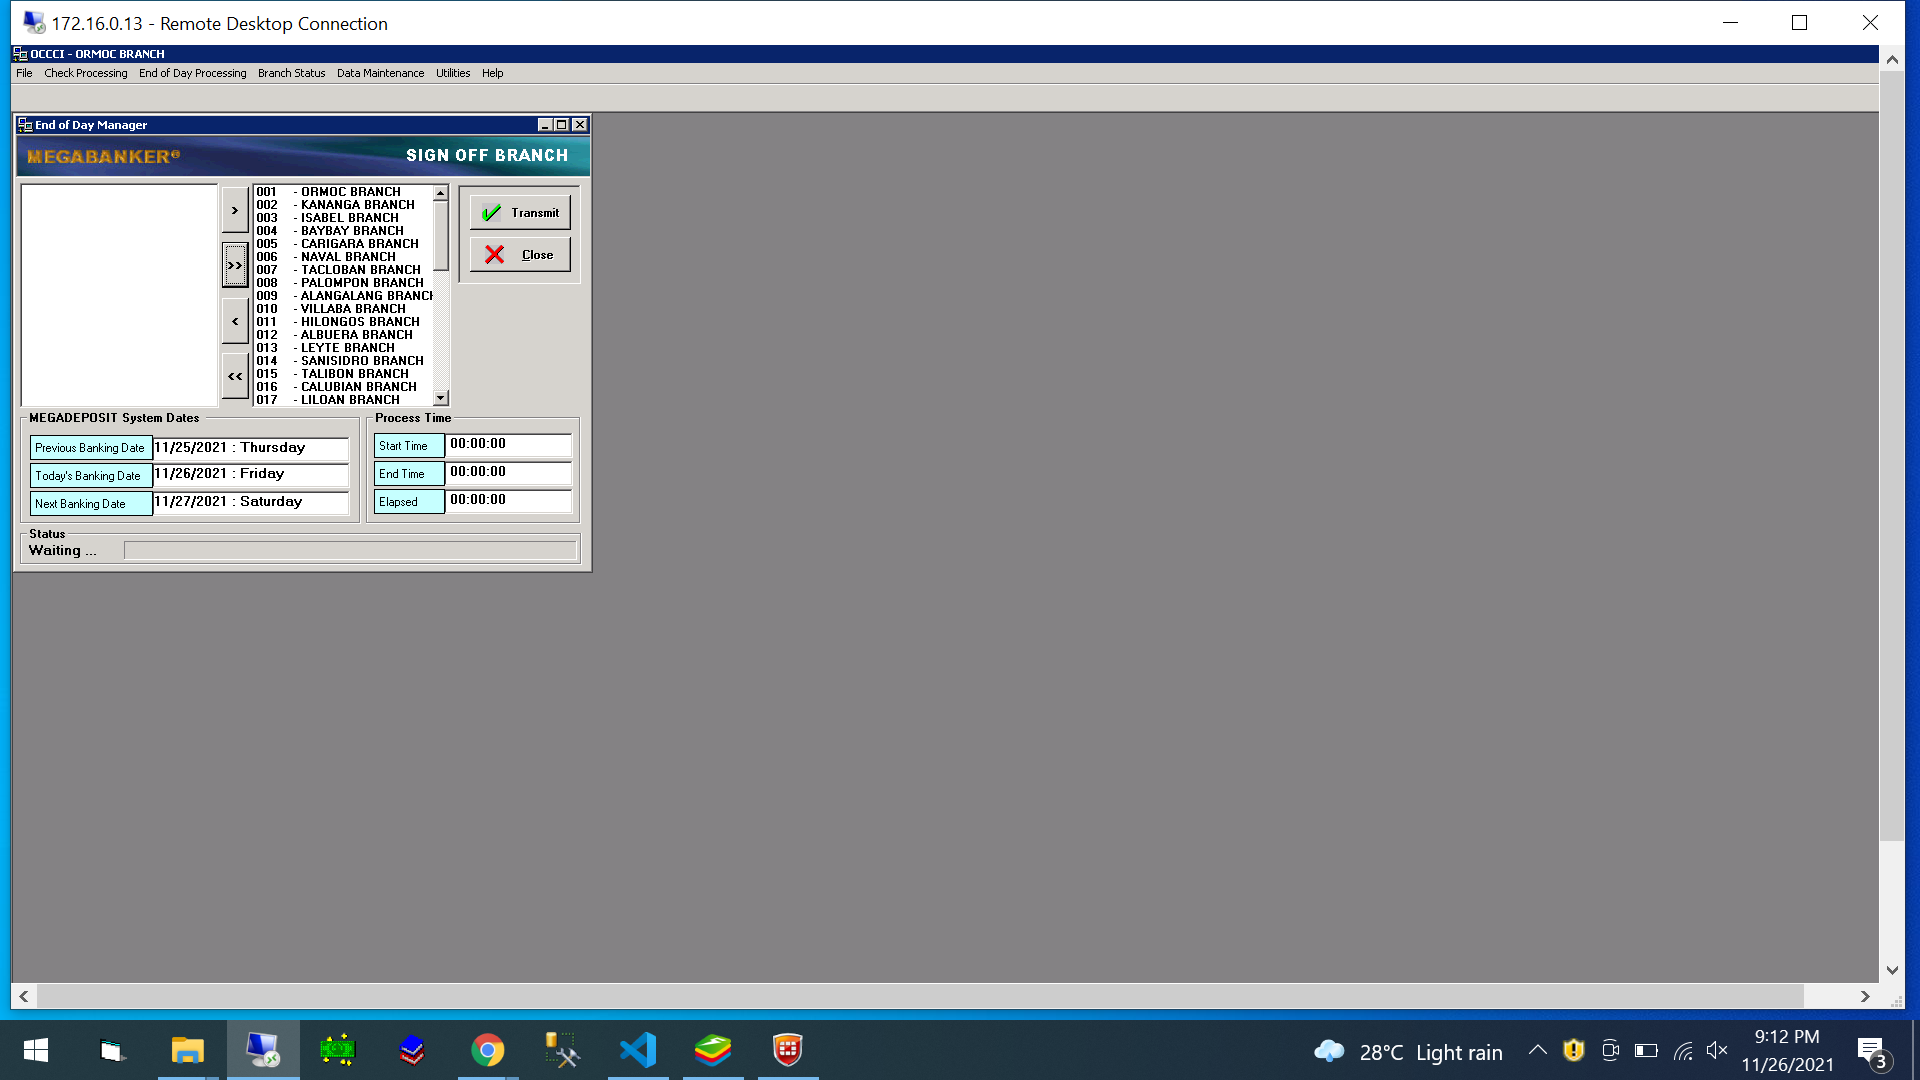 172.16.0.13 - Remote Desktop Connection
OCCCI - ORMOC BRANCH
File Check Processing End of Day Processing Branch Status Data Maintenance Utilities Help
End of Day Manager
MEGABANKER®
SIGN OFF BRANCH
>
>>
<
<<
001 - ORMOC BRANCH
002 - KANANGA BRANCH
003 - ISABEL BRANCH
004 - BAYBAY BRANCH
005 - CARIGARA BRANCH
006 - NAVAL BRANCH
007 - TACLOBAN BRANCH
008 - PALOMPON BRANCH
009 - ALANGALANG BRANCH
010 - VILLABA BRANCH
011 - HILONGOS BRANCH
012 - ALBUERA BRANCH
013 - LEYTE BRANCH
014 - SANISIDRO BRANCH
015 - TALIBON BRANCH
016 - CALUBIAN BRANCH
017 - LILOAN BRANCH
Transmit
Close
MEGADEPOSIT System Dates
Previous Banking Date 11/25/2021 : Thursday
Today's Banking Date 11/26/2021 : Friday
Next Banking Date 11/27/2021 : Saturday
Process Time
Start Time 00:00:00
End Time 00:00:00
Elapsed 00:00:00
Status
Waiting ...
28°C Light rain
9:12 PM
11/26/2021
3